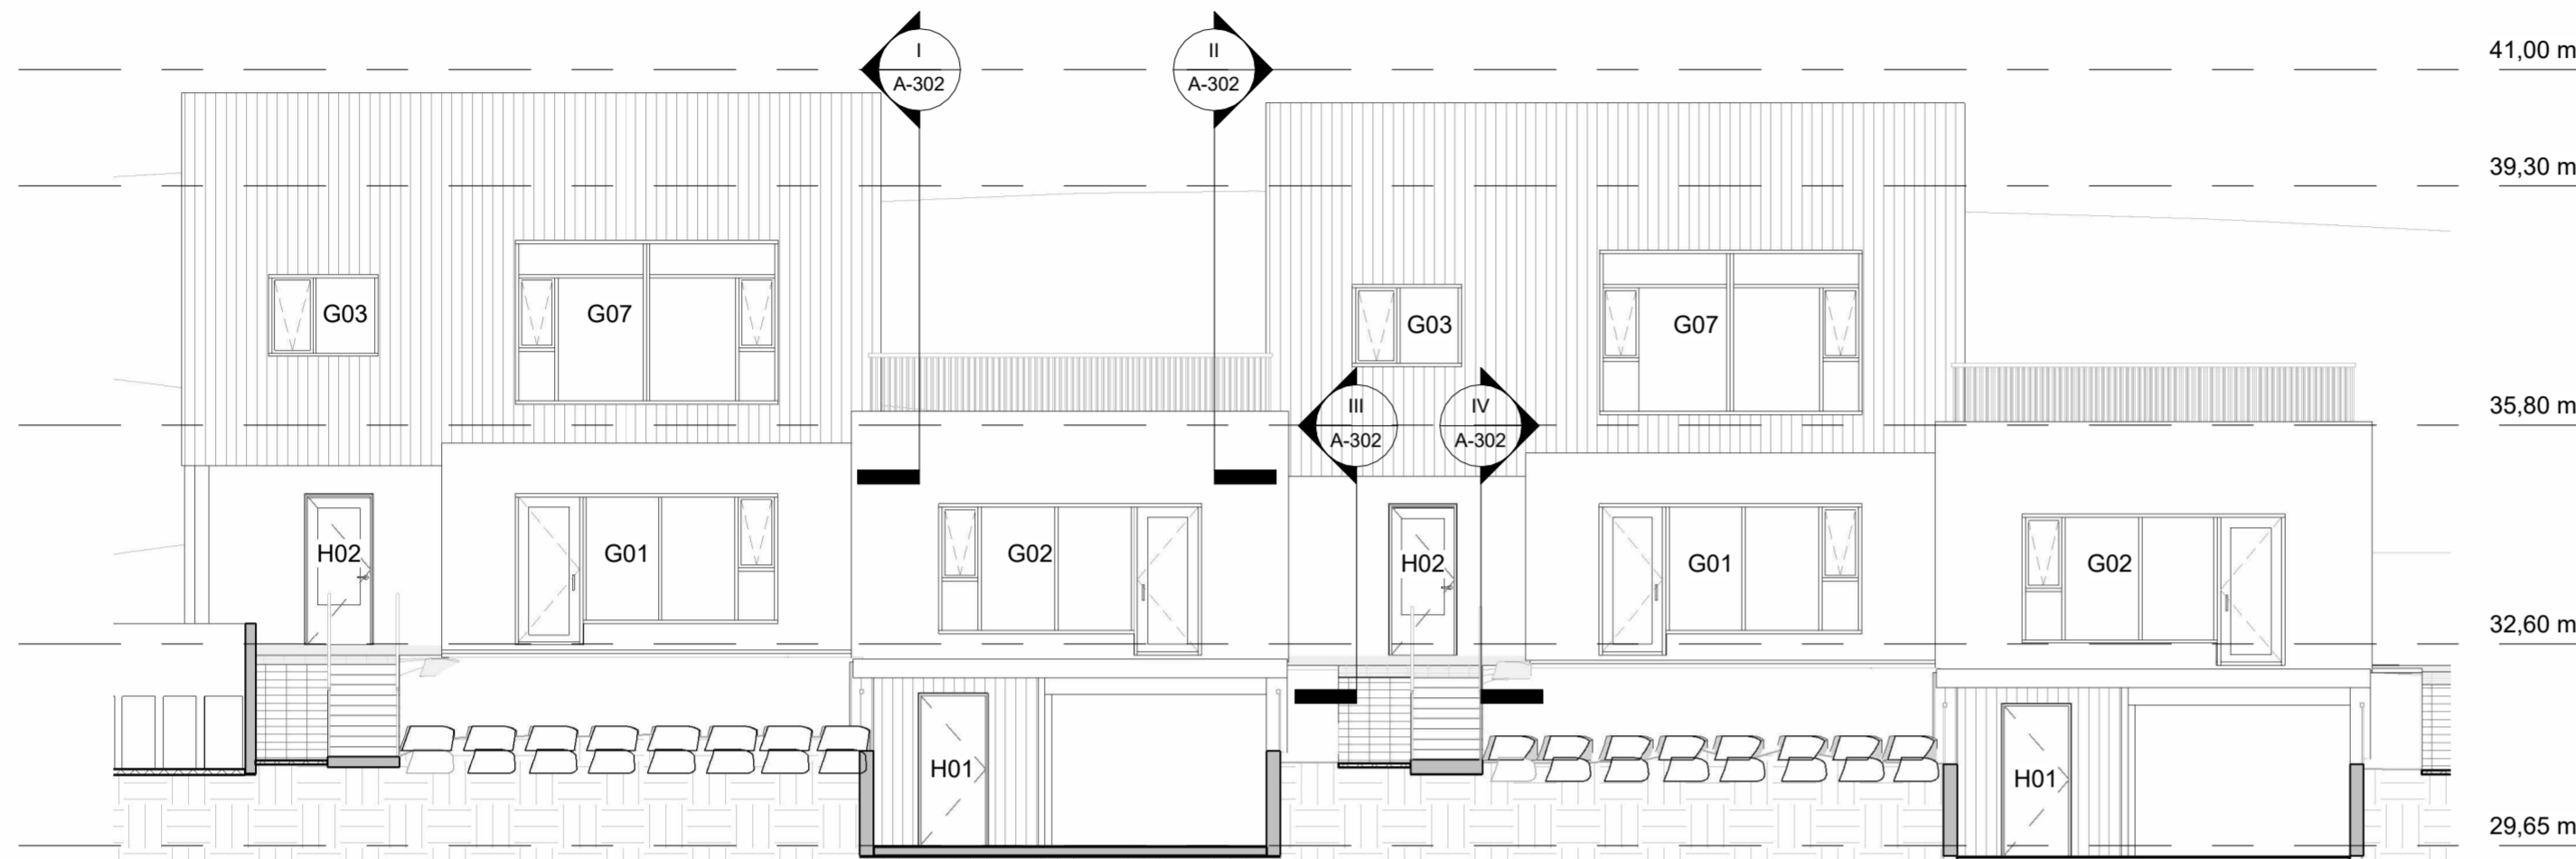 I
A-302
II
A-302
41,00 m
39,30 m
G03
G07
G03
G07
III
A-302
IV
A-302
35,80 m
H02
G01
G02
H02
G01
G02
32,60 m
H01
H01
29,65 m